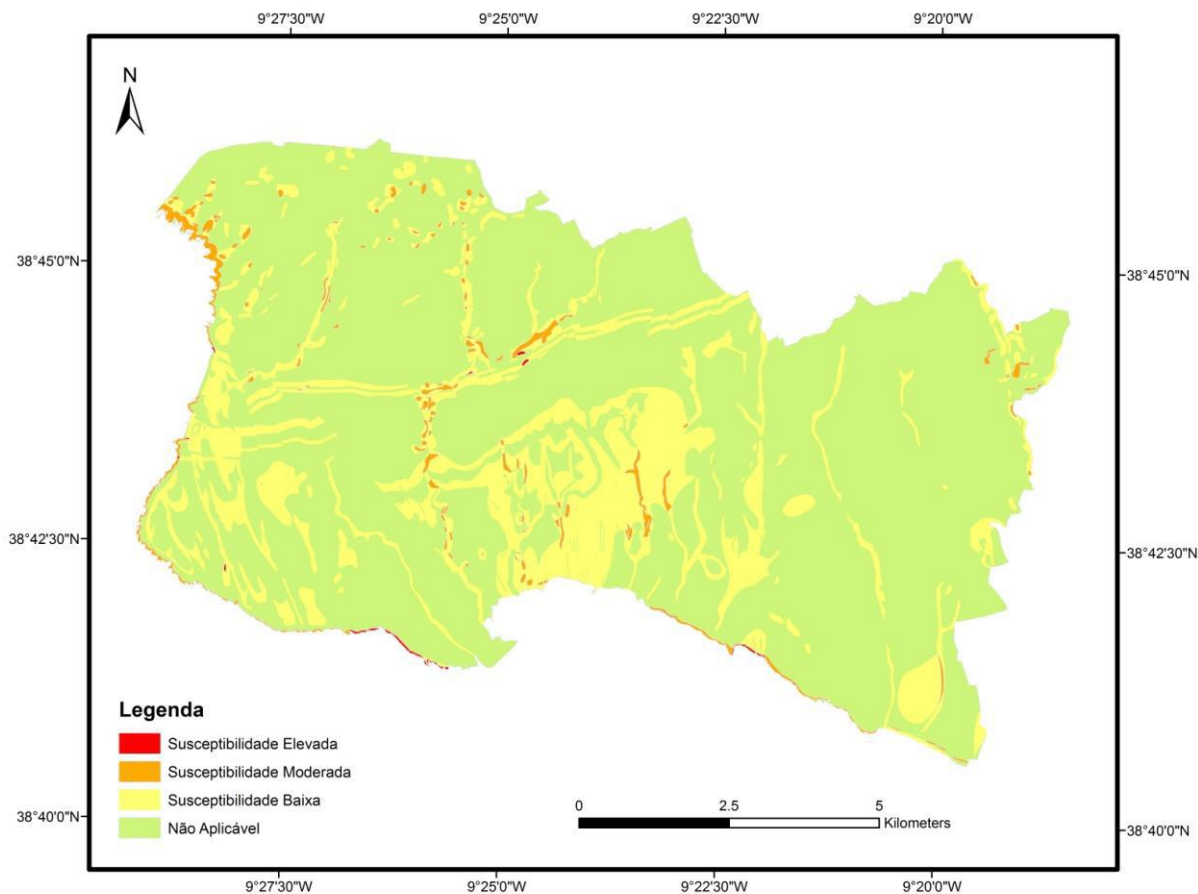 9°27'30"W 9°25'0"W 9°22'30"W 9°20'0"W
N
38°45'0"N 38°45'0"N
38°42'30"N 38°42'30"N
Legenda
Susceptibilidade Elevada
Susceptibilidade Moderada
Susceptibilidade Baixa
Não Aplicável
0 2.5 5
Kilometers
38°40'0"N 38°40'0"N
9°27'30"W 9°25'0"W 9°22'30"W 9°20'0"W